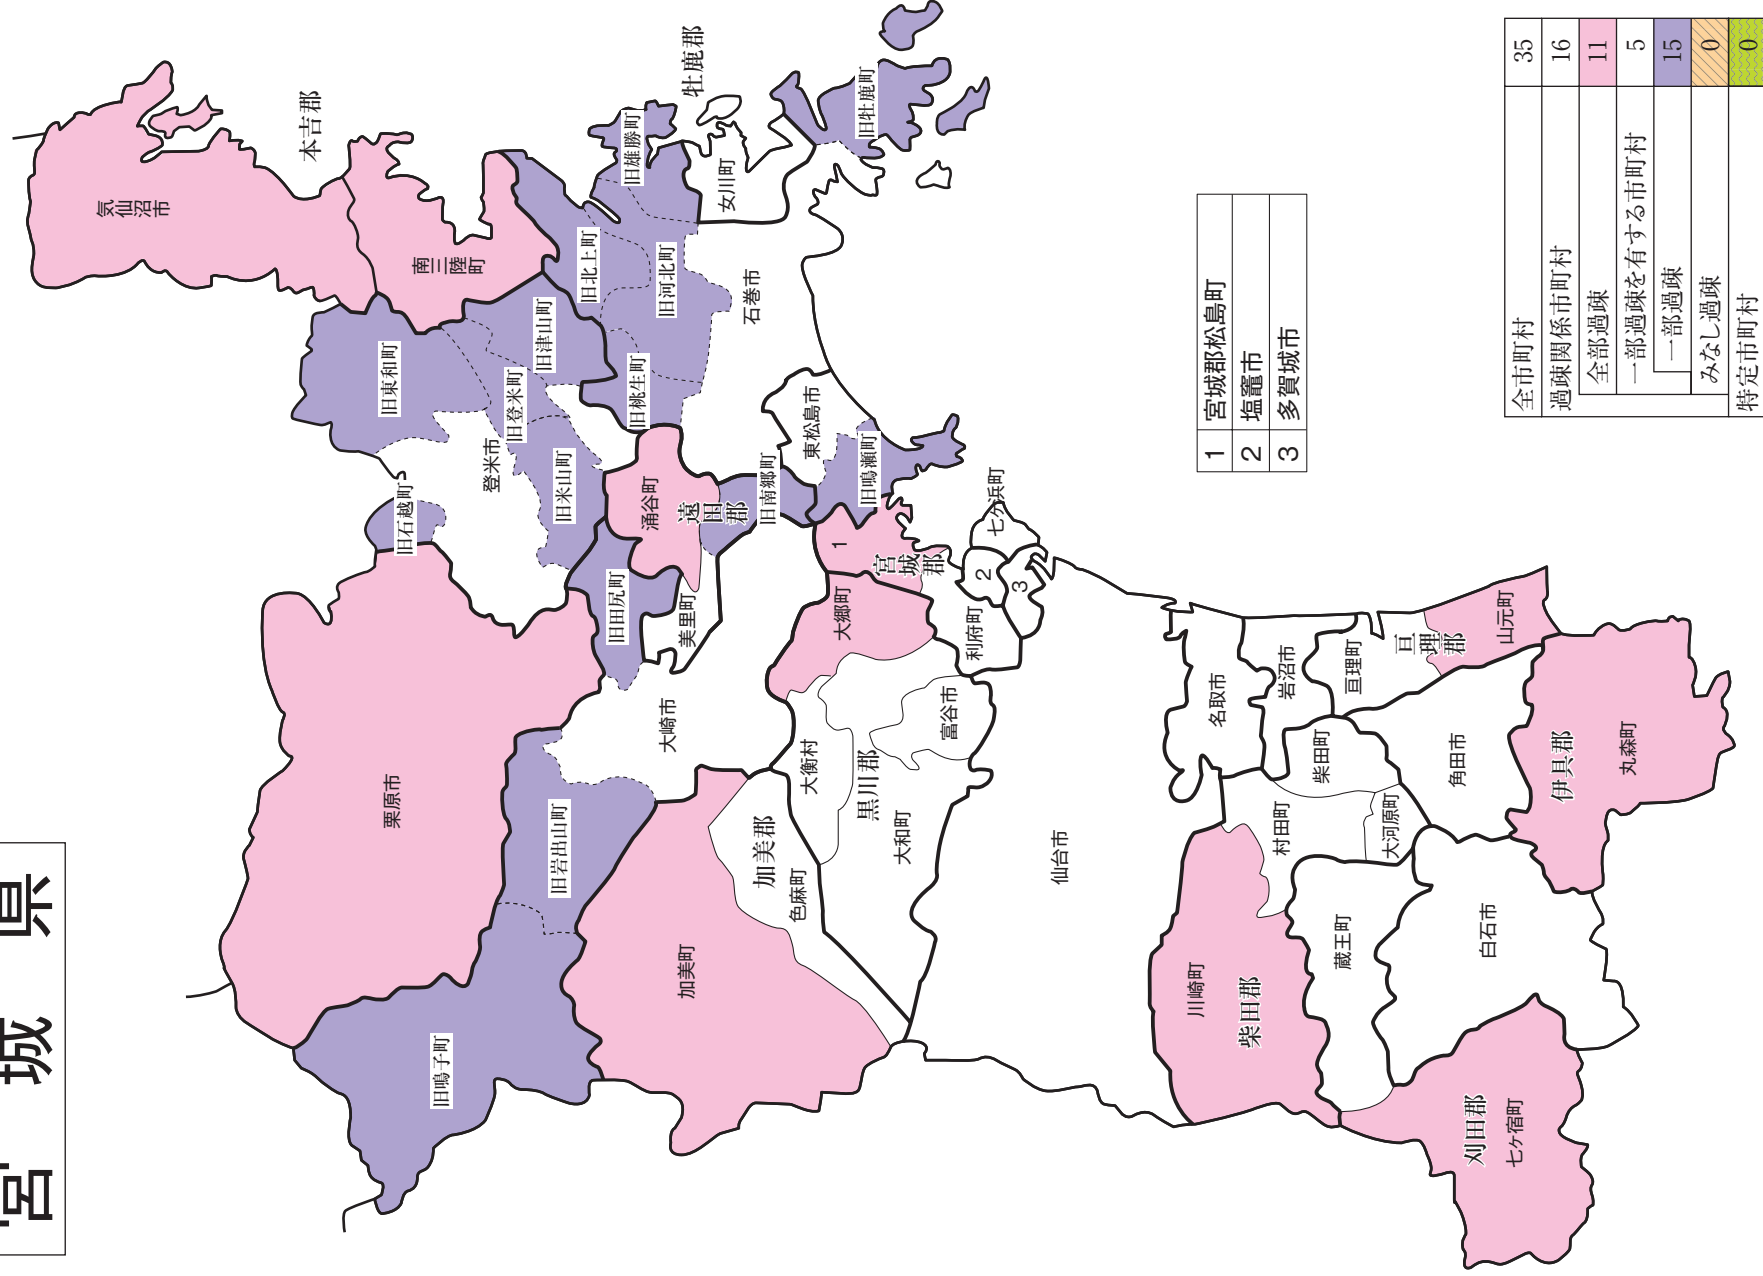 宮城県
本吉郡
気仙沼市
南三陸町
牡鹿郡
女川町
旧雄勝町
旧牡鹿町
旧北上町
旧河北町
石巻市
旧桃生町
旧津山町
旧東和町
旧登米町
登米市
旧米山町
旧石越町
涌谷町
遠田郡
旧南郷町
東松島市
旧鳴瀬町
旧田尻町
美里町
1
宮城郡
七ケ浜町
2
3
利府町
大郷町
栗原市
大崎市
富谷市
大衡村
黒川郡
大和町
旧岩出山町
旧鳴子町
加美郡
色麻町
加美町
仙台市
名取市
岩沼市
亘理町
亘理郡
山元町
柴田町
角田市
伊具郡
丸森町
村田町
大河原町
川崎町
柴田郡
蔵王町
白石市
刈田郡
七ケ宿町
1 宮城郡松島町
2 塩竈市
3 多賀城市
全市町村 35
過疎関係市町村 16
全部過疎 11
一部過疎を有する市町村 5
一部過疎 15
みなし過疎 0
特定市町村 0